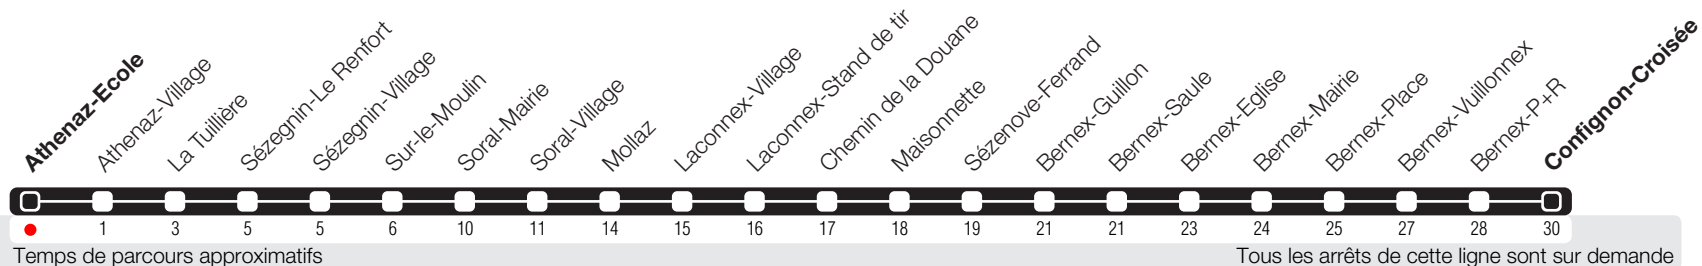 Athenaz-Ecole
Athenaz-Village
La Tuillière
Sézegnin-Le Renfort
Sézegnin-Village
Sur-le-Moulin
Soral-Mairie
Soral-Village
Mollaz
Laconnex-Village
Laconnex-Stand de tir
Chemin de la Douane
Maisonnette
Sézenove-Ferrand
Bernex-Guillon
Bernex-Saule
Bernex-Eglise
Bernex-Mairie
Bernex-Place
Bernex-Vuillonnex
Bernex-P+R
Confignon-Croisée
1 3 5 5 6 10 11 14 15 16 17 18 19 21 21 23 24 25 27 28 30
Temps de parcours approximatifs
Tous les arrêts de cette ligne sont sur demande